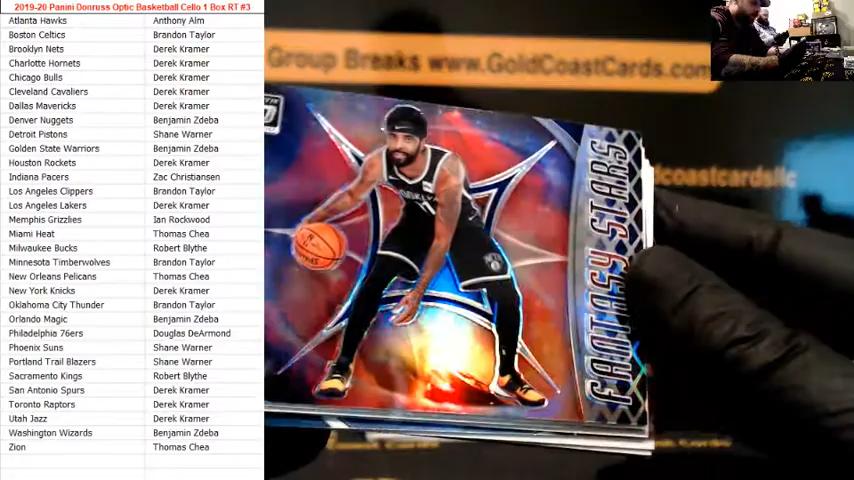 2019-20 Panini Donruss Optic Basketball Cello 1 Box RT #3
Atlanta Hawks Anthony Alm
Boston Celtics Brandon Taylor
Brooklyn Nets Derek Kramer
Charlotte Hornets Derek Kramer
Chicago Bulls Derek Kramer
Cleveland Cavaliers Derek Kramer
Dallas Mavericks Derek Kramer
Denver Nuggets Benjamin Zdeba
Detroit Pistons Shane Warner
Golden State Warriors Benjamin Zdeba
Houston Rockets Derek Kramer
Indiana Pacers Zac Christiansen
Los Angeles Clippers Brandon Taylor
Los Angeles Lakers Derek Kramer
Memphis Grizzlies Ian Rockwood
Miami Heat Thomas Chea
Milwaukee Bucks Robert Blythe
Minnesota Timberwolves Brandon Taylor
New Orleans Pelicans Thomas Chea
New York Knicks Derek Kramer
Oklahoma City Thunder Brandon Taylor
Orlando Magic Benjamin Zdeba
Philadelphia 76ers Douglas DeArmond
Phoenix Suns Shane Warner
Portland Trail Blazers Shane Warner
Sacramento Kings Robert Blythe
San Antonio Spurs Derek Kramer
Toronto Raptors Derek Kramer
Utah Jazz Derek Kramer
Washington Wizards Benjamin Zdeba
Zion Thomas Chea
Group Breaks www.GoldCoastCards.com
oastcardsllc
BROOKLYN
FANTASY STARS